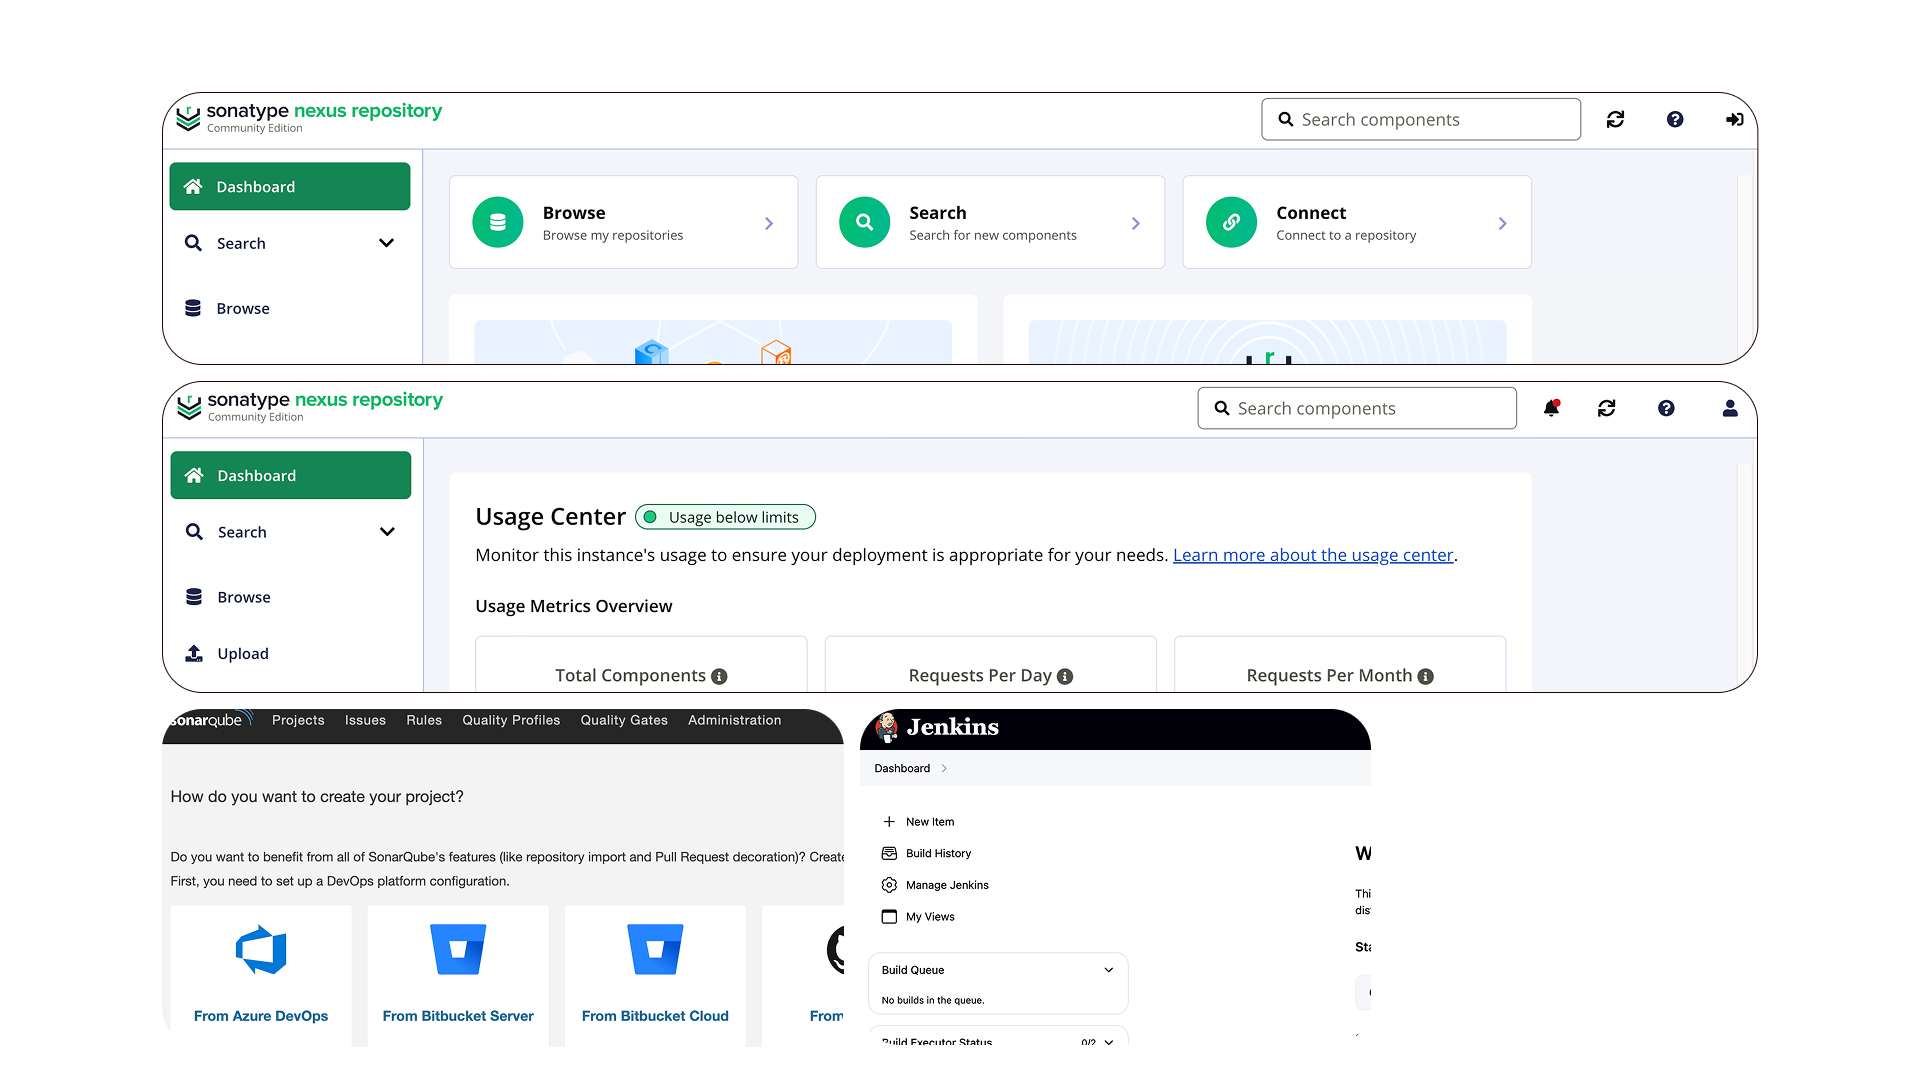 sonatype nexus repository
Community Edition
Search components
Dashboard
Search
Browse
Browse
Browse my repositories
Search
Search for new components
Connect
Connect to a repository
sonatype nexus repository
Community Edition
Search components
Dashboard
Search
Browse
Upload
Usage Center
Usage below limits
Monitor this instance's usage to ensure your deployment is appropriate for your needs. Learn more about the usage center.
Usage Metrics Overview
Total Components
Requests Per Day
Requests Per Month
sonarqube Projects Issues Rules Quality Profiles Quality Gates Administration
How do you want to create your project?
Do you want to benefit from all of SonarQube's features (like repository import and Pull Request decoration)? Create
First, you need to set up a DevOps platform configuration.
From Azure DevOps
From Bitbucket Server
From Bitbucket Cloud
From
Jenkins
Dashboard
New Item
Build History
Manage Jenkins
My Views
Build Queue
No builds in the queue.
Build Executor Status 0/2